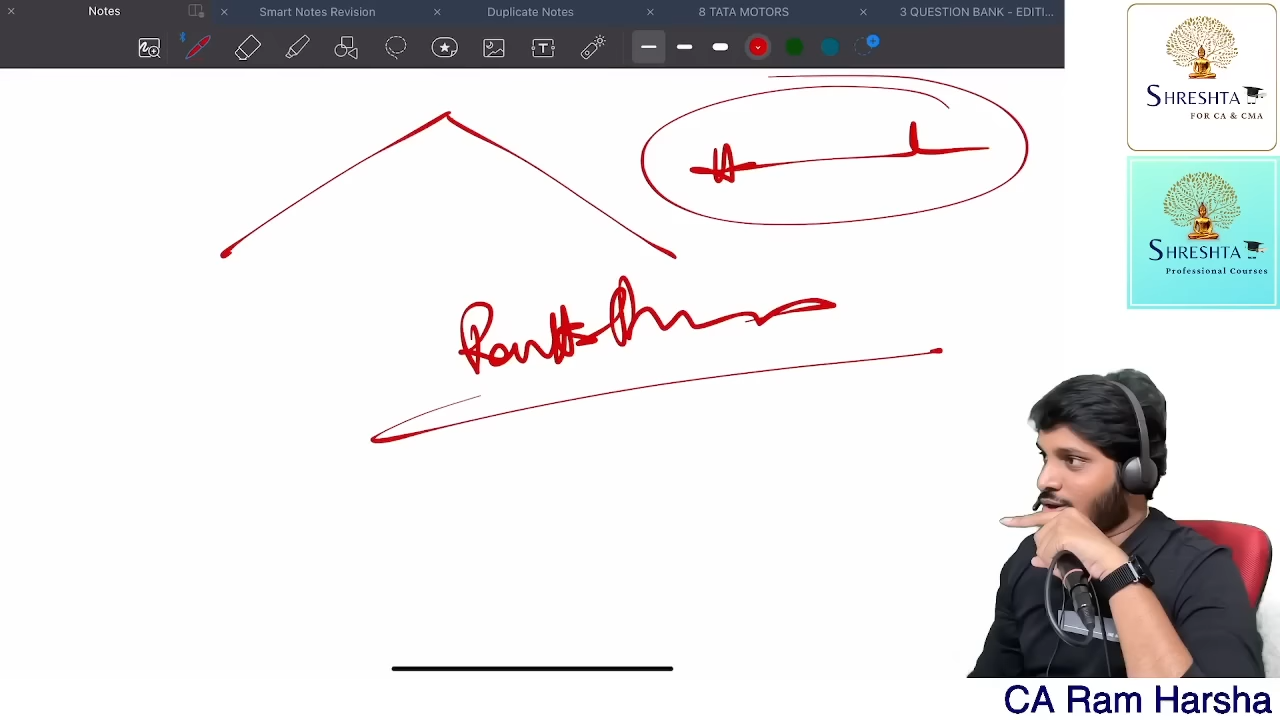 Notes
Smart Notes Revision
Duplicate Notes
8 TATA MOTORS
3 QUESTION BANK - EDITI...
T
SHRESHTA
FOR CA & CMA
SHRESHTA
Professional Courses
CA Ram Harsha